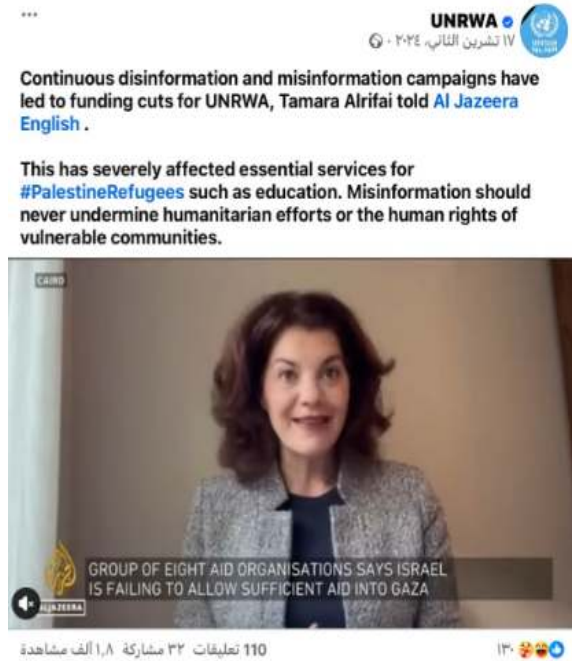 UNRWA
١٧ تشرين الثاني، ٢٠٢٤ ·
Continuous disinformation and misinformation campaigns have
led to funding cuts for UNRWA, Tamara Alrifai told Al Jazeera
English .
This has severely affected essential services for
#PalestineRefugees such as education. Misinformation should
never undermine humanitarian efforts or the human rights of
vulnerable communities.
CAIRO
GROUP OF EIGHT AID ORGANISATIONS SAYS ISRAEL
IS FAILING TO ALLOW SUFFICIENT AID INTO GAZA
ALJAZEERA
١٣٠
110 تعليقات ٣٢ مشاركة ١,٨ ألف مشاهدة